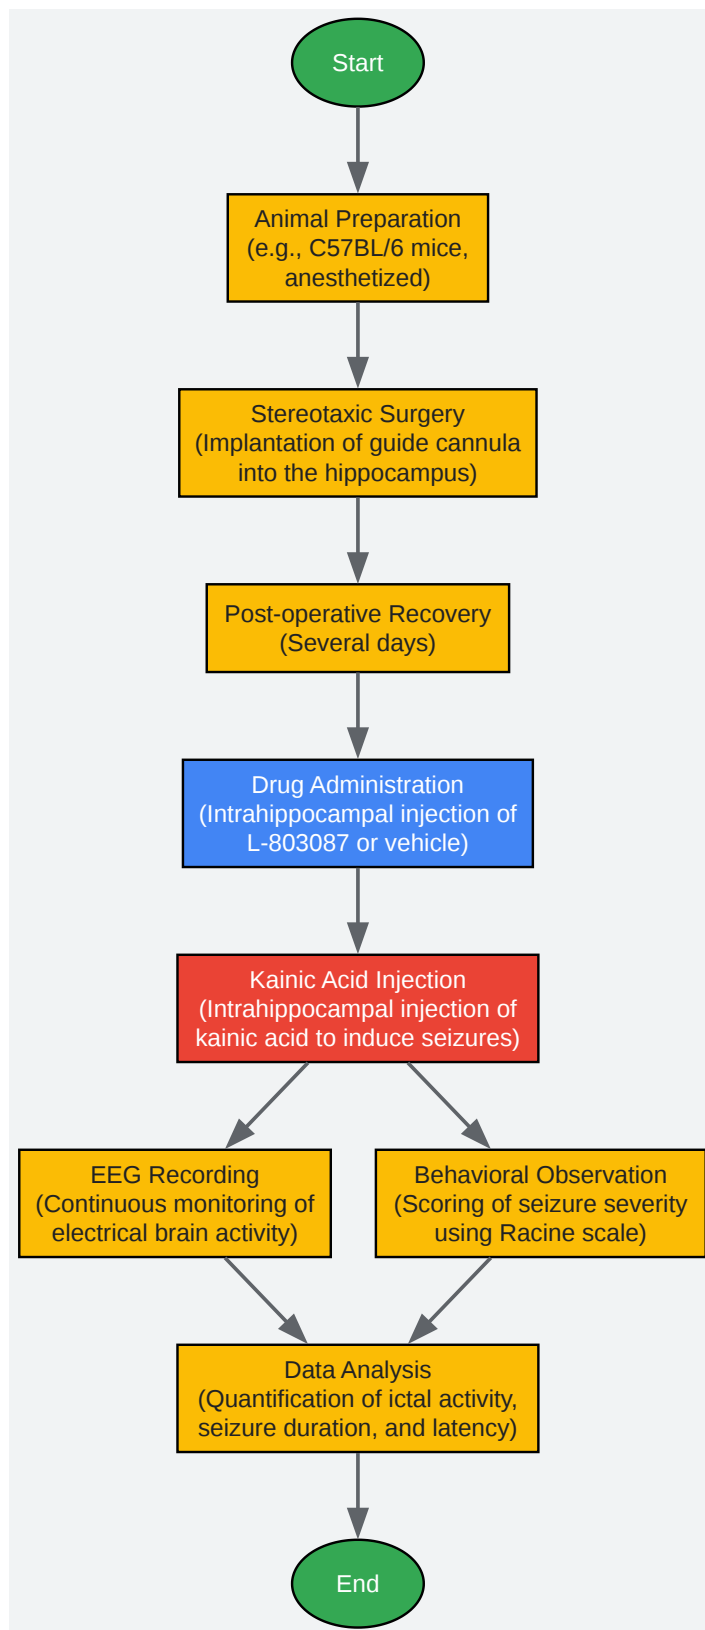 Start
Animal Preparation
(e.g., C57BL/6 mice,
anesthetized)
Stereotaxic Surgery
(Implantation of guide cannula
into the hippocampus)
Post-operative Recovery
(Several days)
Drug Administration
(Intrahippocampal injection of
L-803087 or vehicle)
Kainic Acid Injection
(Intrahippocampal injection of
kainic acid to induce seizures)
EEG Recording
(Continuous monitoring of
electrical brain activity)
Behavioral Observation
(Scoring of seizure severity
using Racine scale)
Data Analysis
(Quantification of ictal activity,
seizure duration, and latency)
End